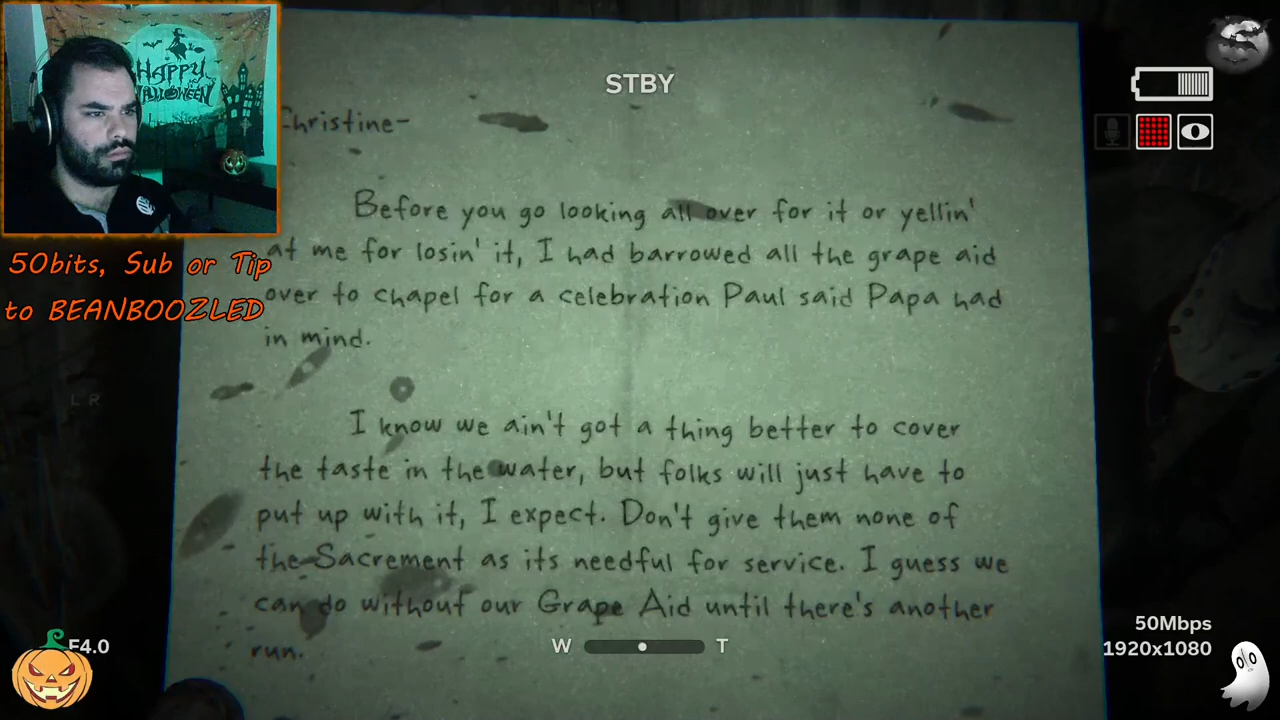 HAPPY
HALLOWEEN
STBY
Christine-
Before you go looking all over for it or yellin'
at me for losin' it, I had barrowed all the grape aid
over to chapel for a celebration Paul said Papa had
in mind.
I know we ain't got a thing better to cover
the taste in the water, but folks will just have to
put up with it, I expect. Don't give them none of
the Sacrement as its needful for service. I guess we
can do without our Grape Aid until there's another
run.
50bits, Sub or Tip
to BEANBOOZLED
L R
F4.0
W T
50Mbps
1920x1080